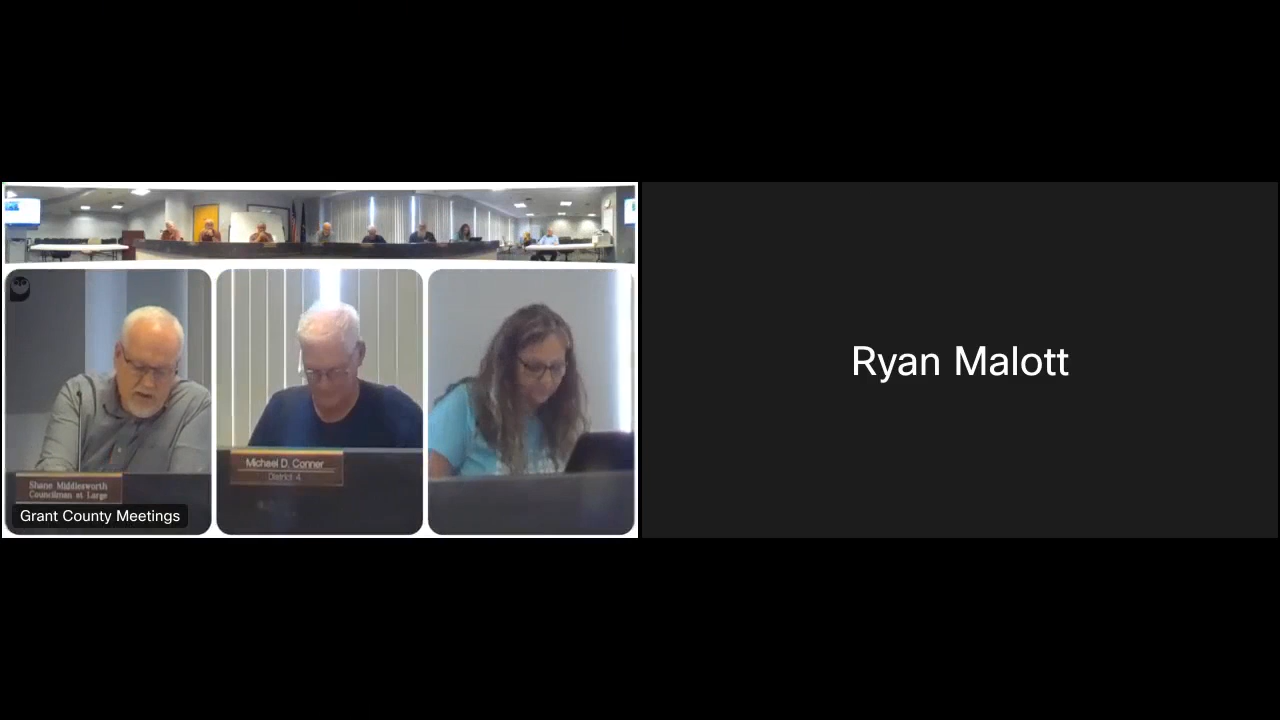 Shane Middlesworth
Councilman at Large
Michael D. Conner
District 4
Grant County Meetings
Ryan Malott